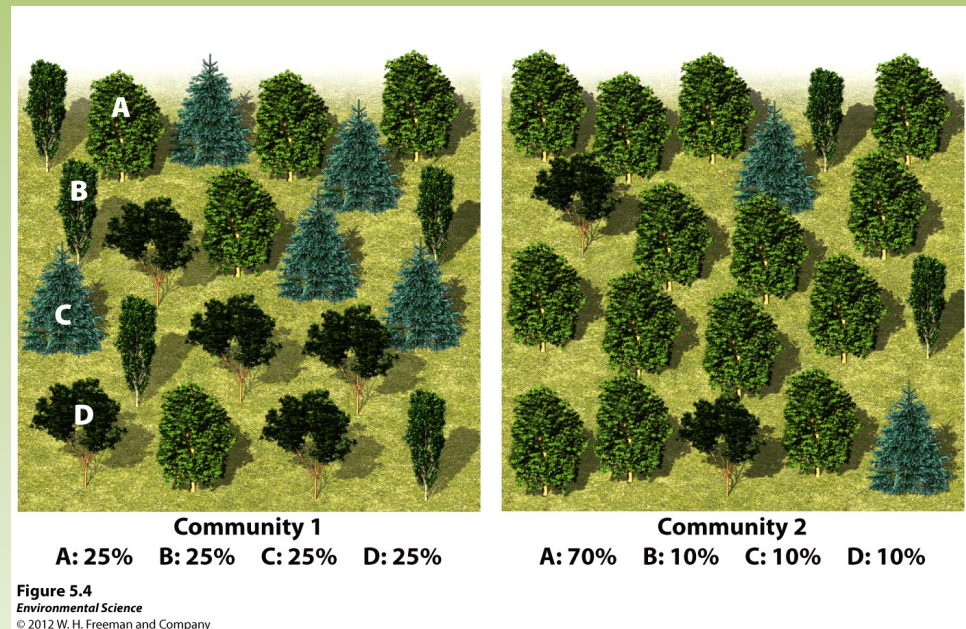 A
B
C
D
Community 1
A: 25% B: 25% C: 25% D: 25%
Community 2
A: 70% B: 10% C: 10% D: 10%
Figure 5.4
Environmental Science
© 2012 W. H. Freeman and Company